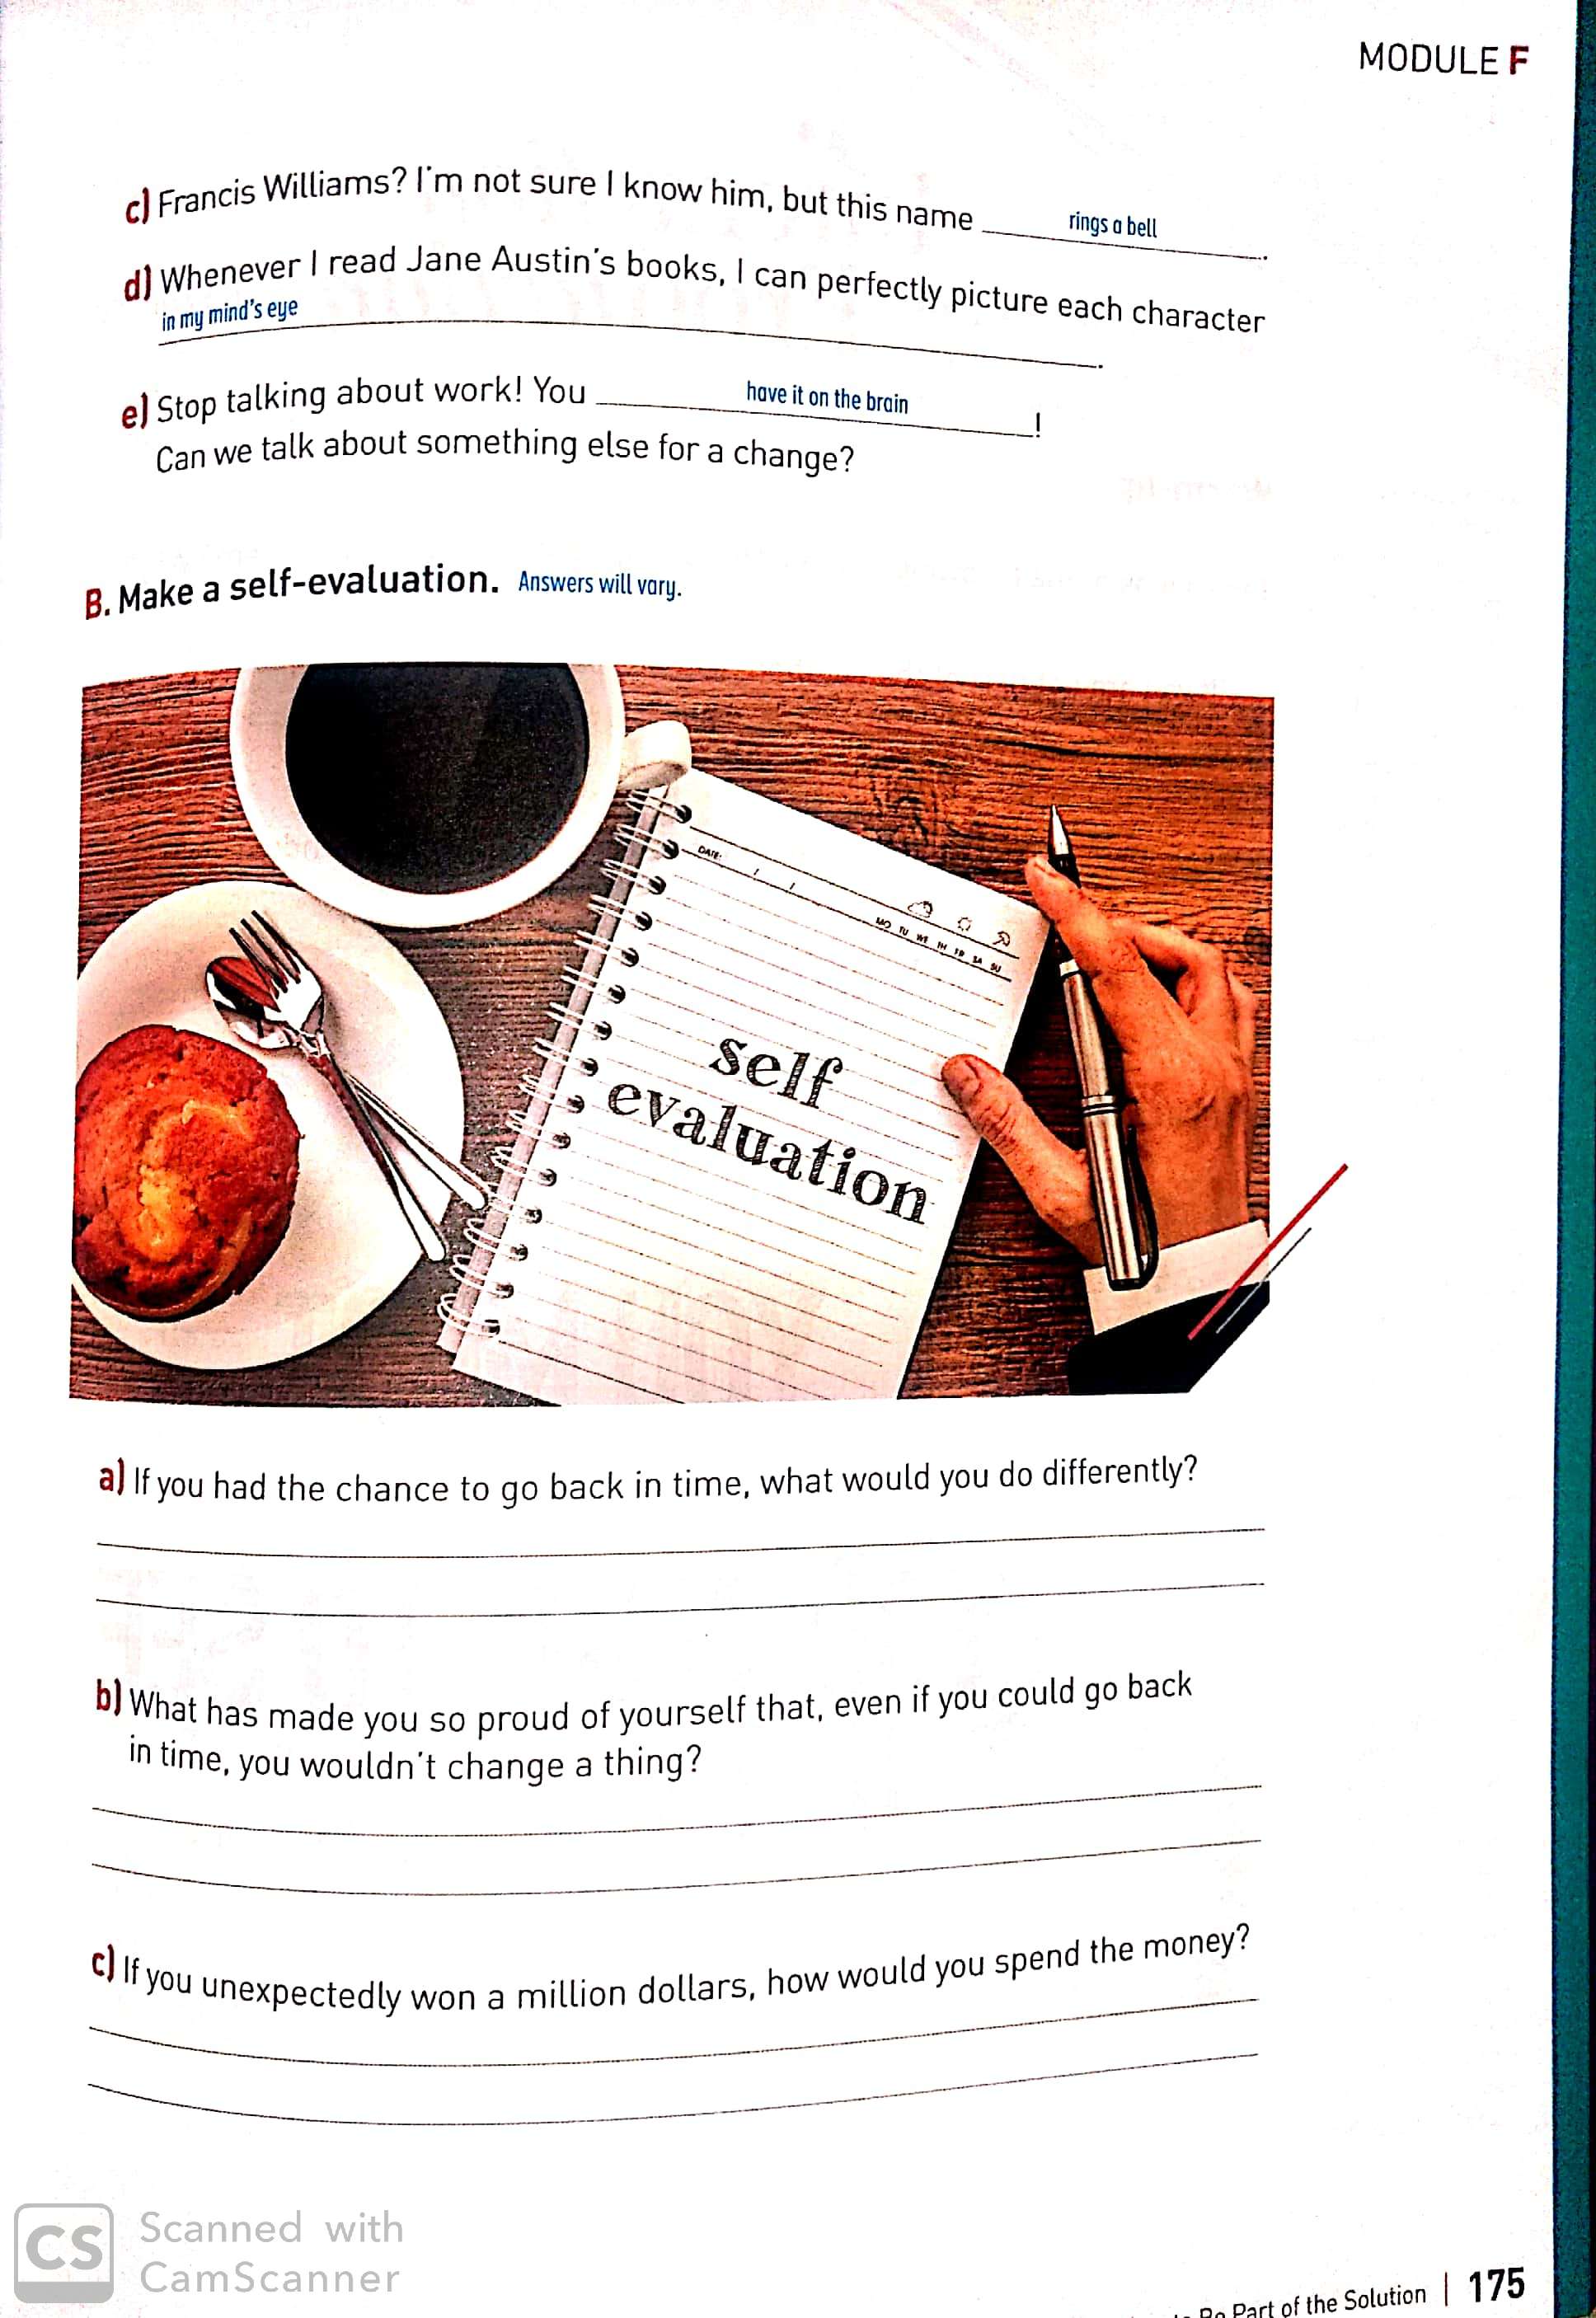 MODULE F
c) Francis Williams? I'm not sure I know him, but this name rings a bell.
d) Whenever I read Jane Austin's books, I can perfectly picture each character
in my mind's eye.
e) Stop talking about work! You have it on the brain!
Can we talk about something else for a change?
B. Make a self-evaluation. Answers will vary.
DATE: / /
MO TU WE TH FR SA SU
self
evaluation
a) If you had the chance to go back in time, what would you do differently?
b) What has made you so proud of yourself that, even if you could go back
in time, you wouldn't change a thing?
c) If you unexpectedly won a million dollars, how would you spend the money?
CS Scanned with
CamScanner
Be Part of the Solution | 175